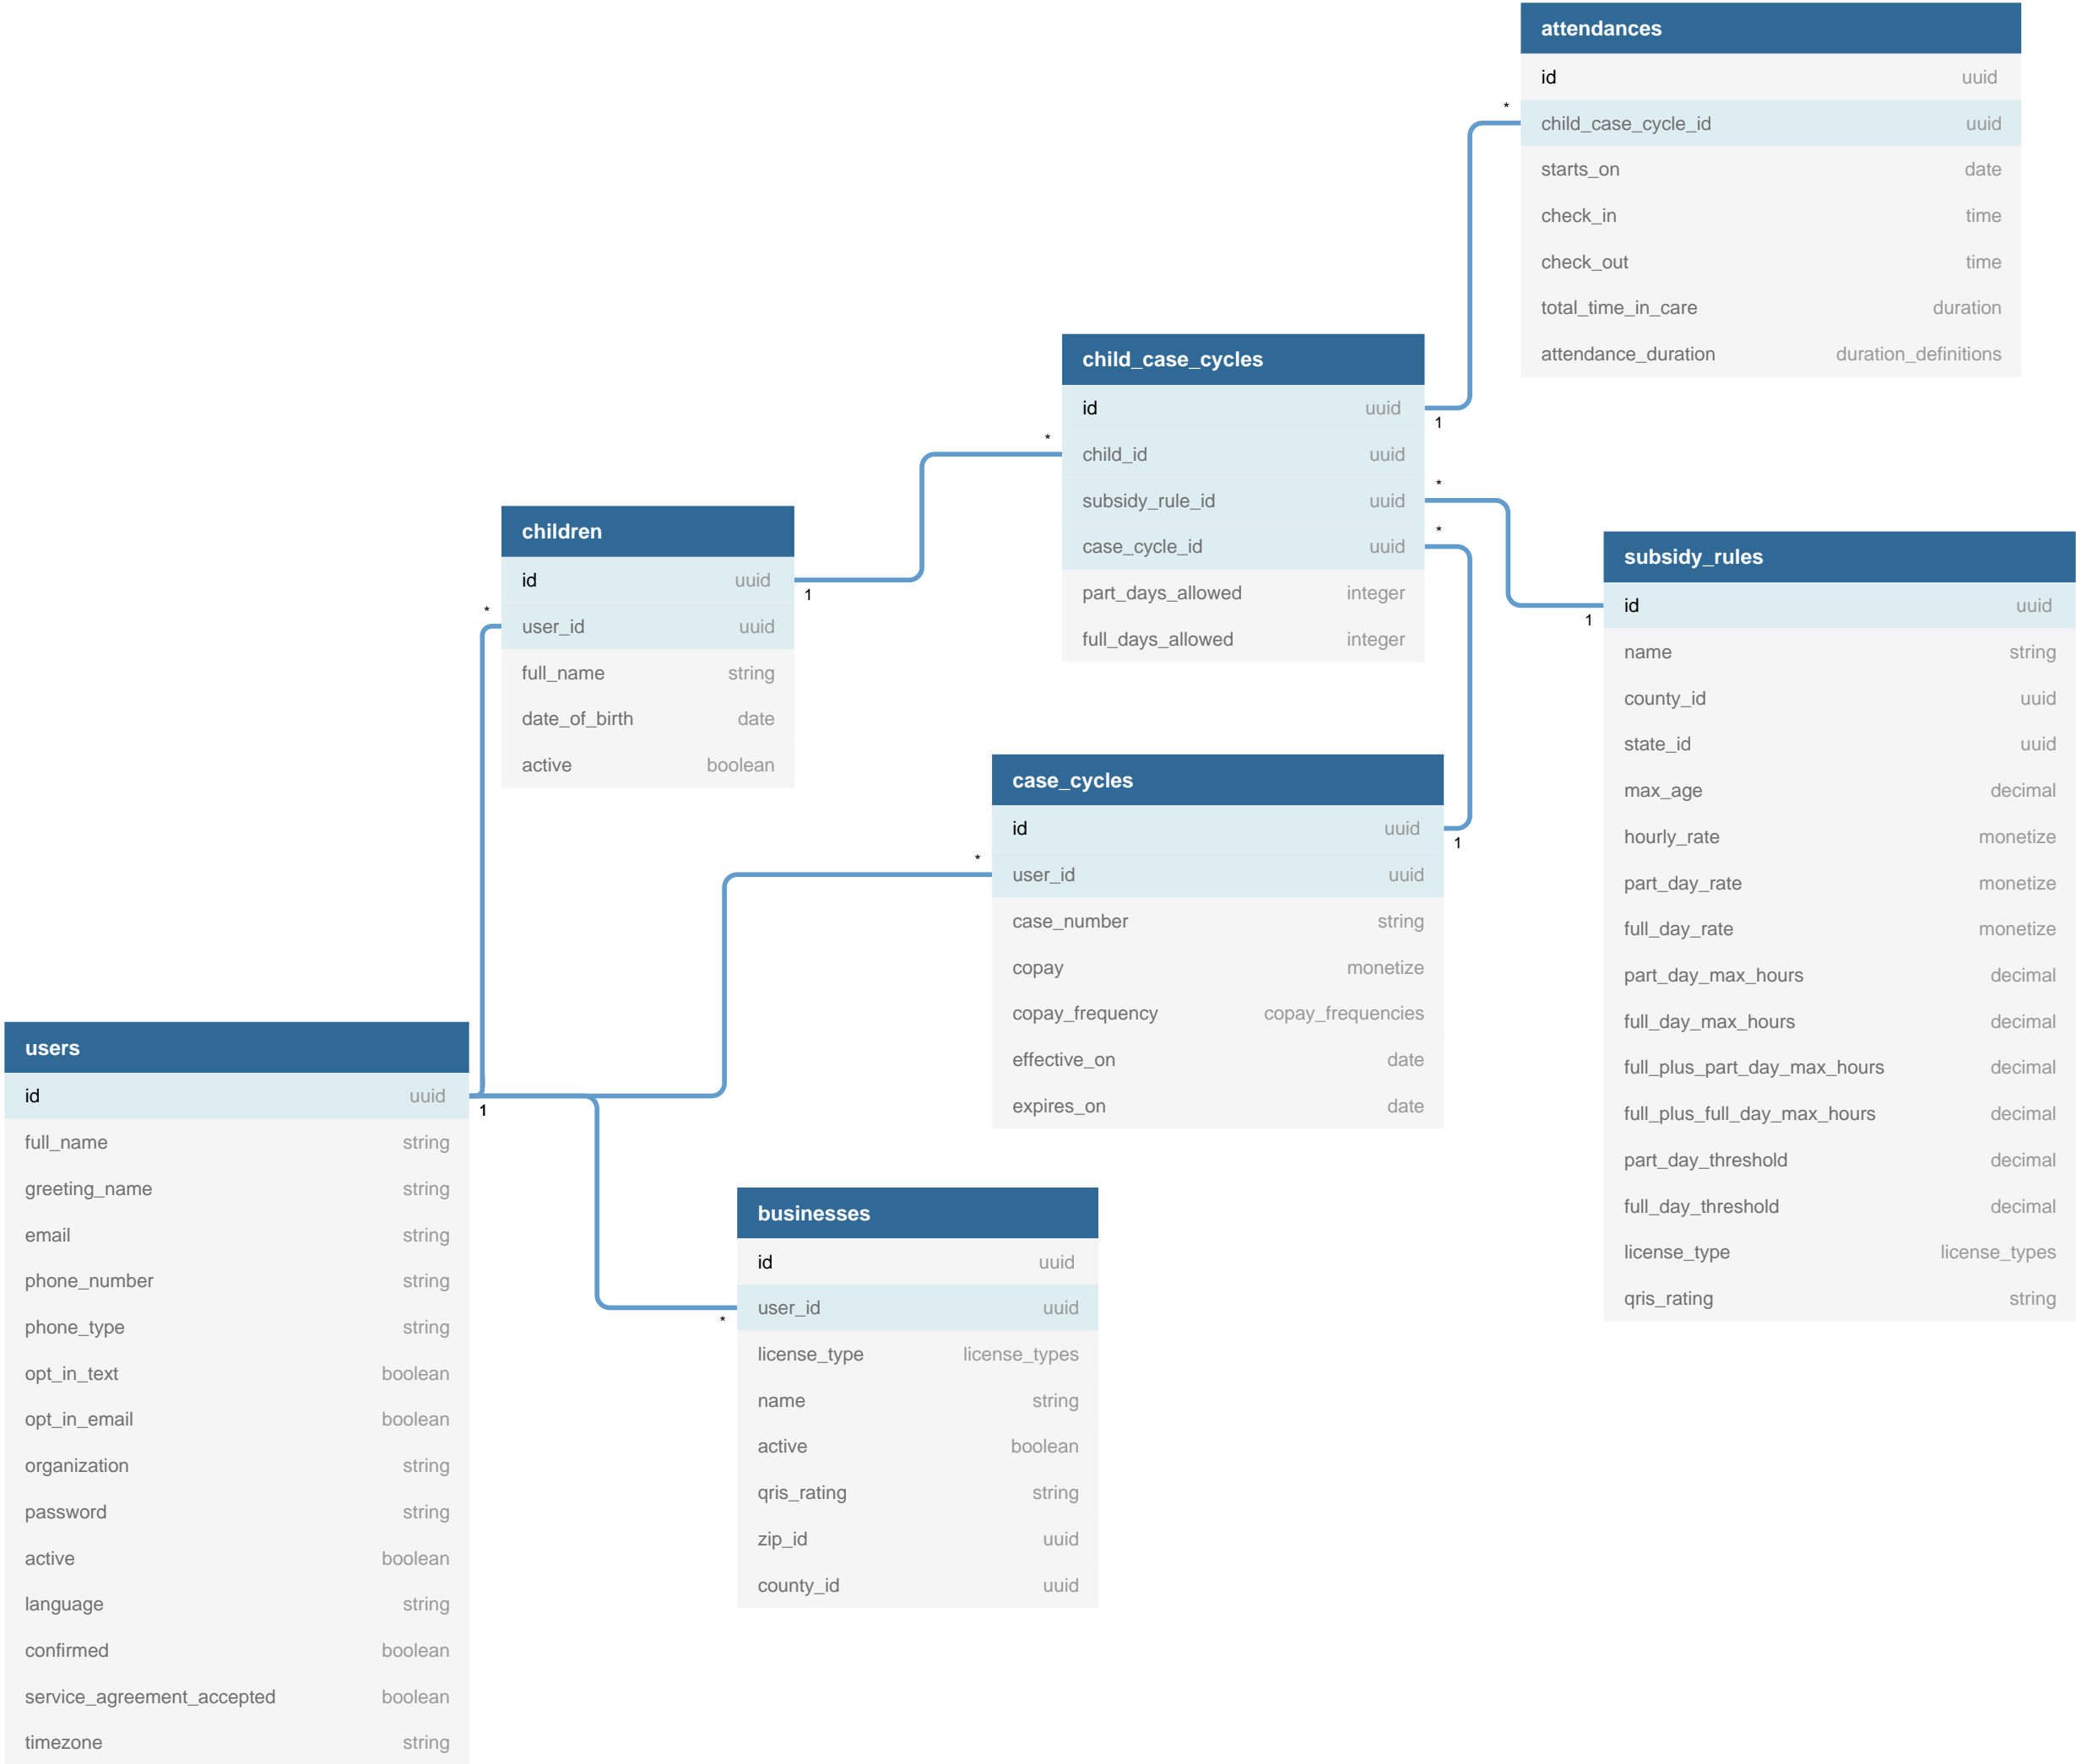 attendances
id uuid
child_case_cycle_id uuid
starts_on date
check_in time
check_out time
total_time_in_care duration
attendance_duration duration_definitions
*
1
child_case_cycles
id uuid
child_id uuid
subsidy_rule_id uuid
case_cycle_id uuid
part_days_allowed integer
full_days_allowed integer
*
*
*
children
id uuid
user_id uuid
full_name string
date_of_birth date
active boolean
*
1
subsidy_rules
id uuid
name string
county_id uuid
state_id uuid
max_age decimal
hourly_rate monetize
part_day_rate monetize
full_day_rate monetize
part_day_max_hours decimal
full_day_max_hours decimal
full_plus_part_day_max_hours decimal
full_plus_full_day_max_hours decimal
part_day_threshold decimal
full_day_threshold decimal
license_type license_types
qris_rating string
1
case_cycles
id uuid
user_id uuid
case_number string
copay monetize
copay_frequency copay_frequencies
effective_on date
expires_on date
*
1
users
id uuid
full_name string
greeting_name string
email string
phone_number string
phone_type string
opt_in_text boolean
opt_in_email boolean
organization string
password string
active boolean
language string
confirmed boolean
service_agreement_accepted boolean
timezone string
1
businesses
id uuid
user_id uuid
license_type license_types
name string
active boolean
qris_rating string
zip_id uuid
county_id uuid
*